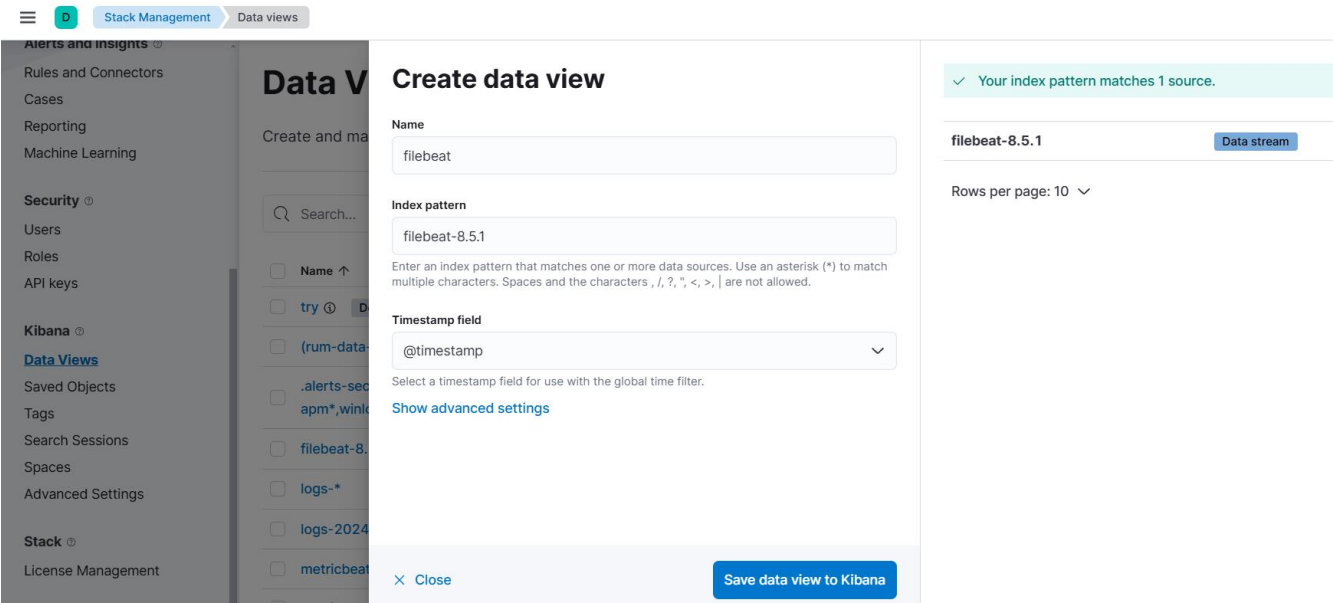 D
Stack Management
Data views
Alerts and Insights
Rules and Connectors
Cases
Reporting
Machine Learning
Security
Users
Roles
API keys
Kibana
Data Views
Saved Objects
Tags
Search Sessions
Spaces
Advanced Settings
Stack
License Management
Data V
Create and ma
Search...
Name
try D
(rum-data-
.alerts-sec
apm*,winlo
filebeat-8.
logs-*
logs-2024
metricbeat
Create data view
Name
filebeat
Index pattern
filebeat-8.5.1
Enter an index pattern that matches one or more data sources. Use an asterisk (*) to match
multiple characters. Spaces and the characters , /, ?, ", <, >, | are not allowed.
Timestamp field
@timestamp
Select a timestamp field for use with the global time filter.
Show advanced settings
Close
Save data view to Kibana
Your index pattern matches 1 source.
filebeat-8.5.1 Data stream
Rows per page: 10